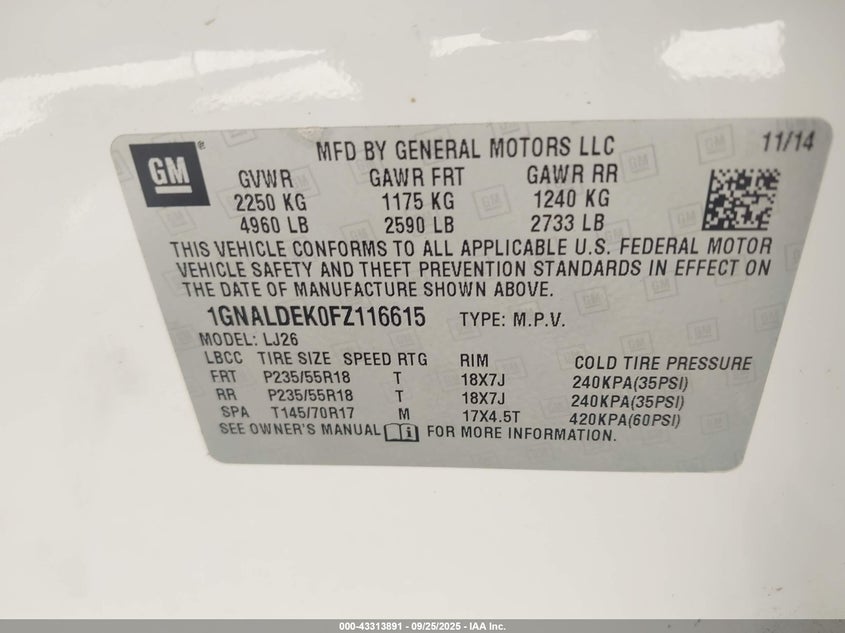 GM ®
MFD BY GENERAL MOTORS LLC 11/14
GVWR GAWR FRT GAWR RR
2250 KG 1175 KG 1240 KG
4960 LB 2590 LB 2733 LB
THIS VEHICLE CONFORMS TO ALL APPLICABLE U.S. FEDERAL MOTOR
VEHICLE SAFETY AND THEFT PREVENTION STANDARDS IN EFFECT ON
THE DATE OF MANUFACTURE SHOWN ABOVE.
1GNALDEK0FZ116615 TYPE: M.P.V.
MODEL: LJ26
LBCC TIRE SIZE SPEED RTG RIM COLD TIRE PRESSURE
FRT P235/55R18 T 18X7J 240KPA(35PSI)
RR P235/55R18 T 18X7J 240KPA(35PSI)
SPA T145/70R17 M 17X4.5T 420KPA(60PSI)
SEE OWNER'S MANUAL FOR MORE INFORMATION.
000-43313891 - 09/25/2025 - IAA Inc.